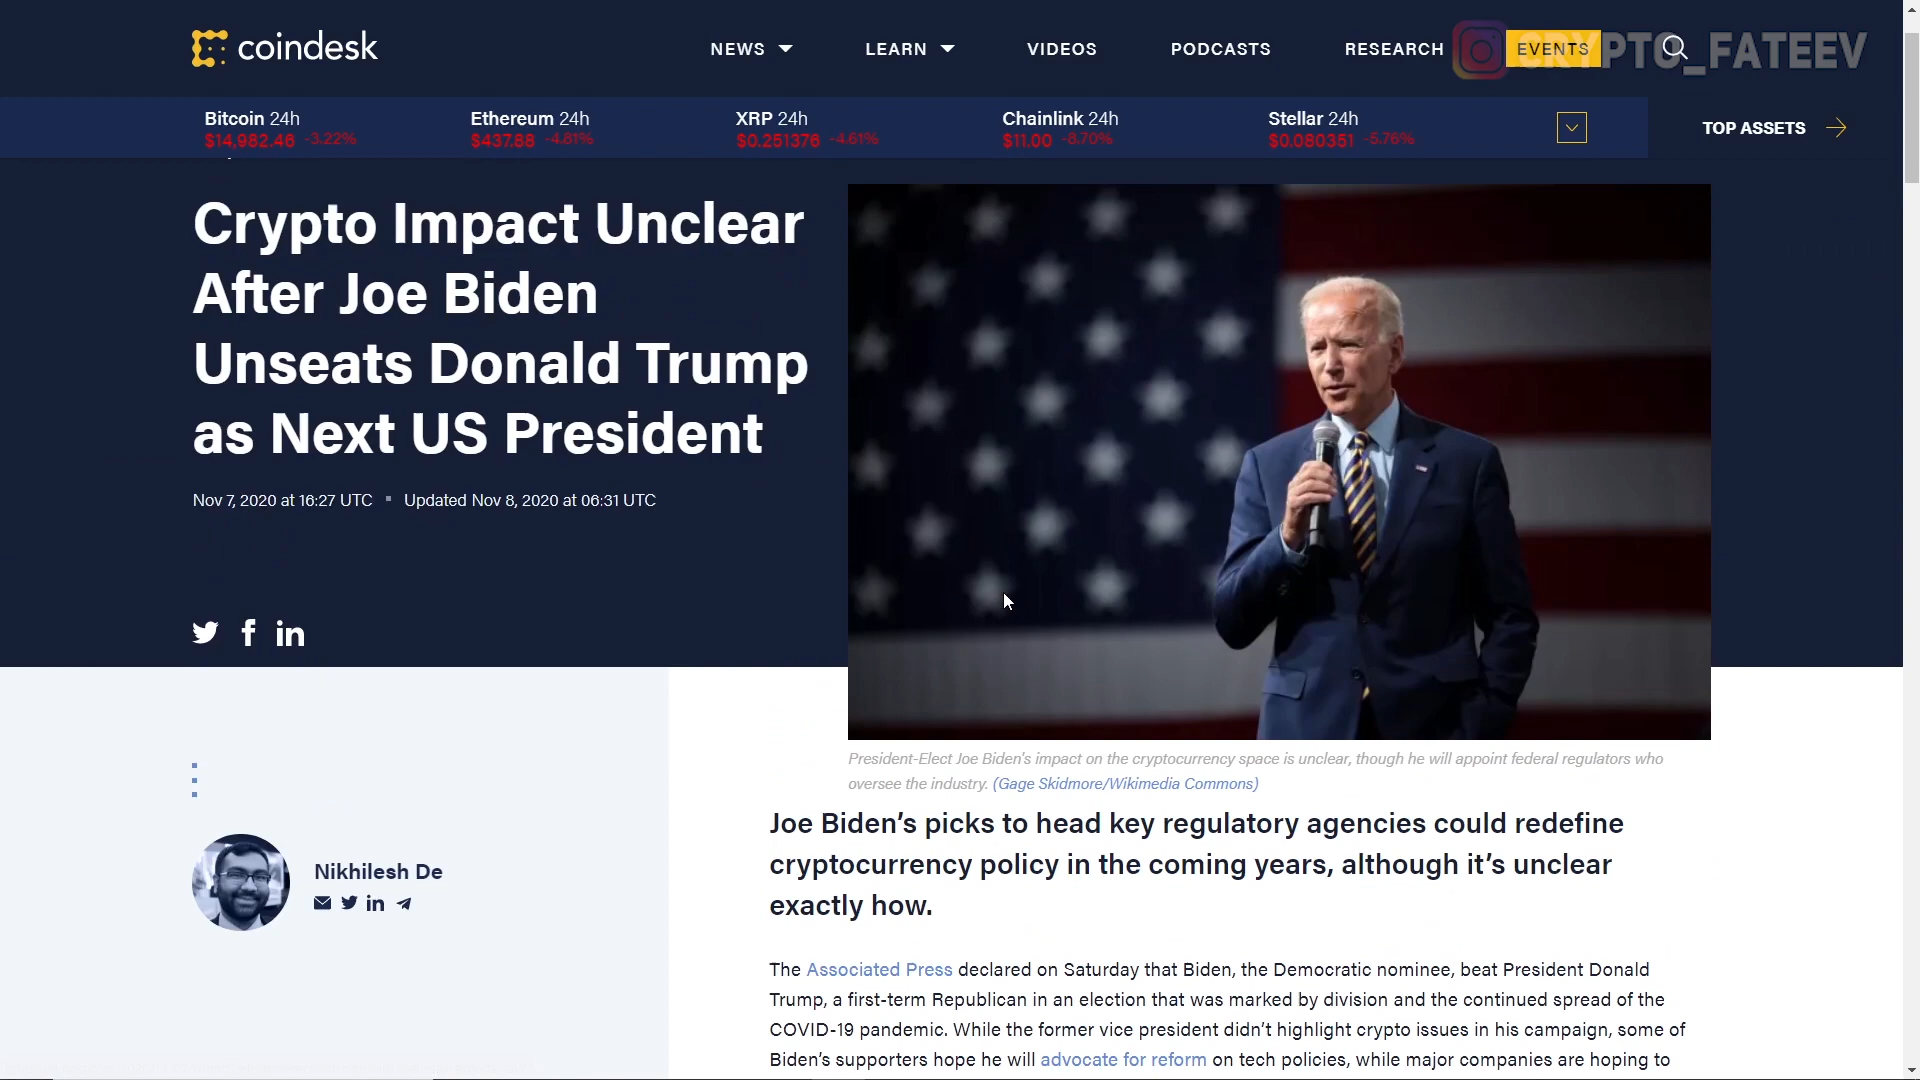 coindesk
NEWS LEARN VIDEOS PODCASTS RESEARCH EVENTS
CRYPTO_FATEEV
Bitcoin 24h
$14,982.46 -3.22%
Ethereum 24h
$437.88 -4.81%
XRP 24h
$0.251376 -4.61%
Chainlink 24h
$11.00 -8.70%
Stellar 24h
$0.080351 -5.76%
TOP ASSETS
Crypto Impact Unclear
After Joe Biden
Unseats Donald Trump
as Next US President
Nov 7, 2020 at 16:27 UTC Updated Nov 8, 2020 at 06:31 UTC
President-Elect Joe Biden's impact on the cryptocurrency space is unclear, though he will appoint federal regulators who
oversee the industry. (Gage Skidmore/Wikimedia Commons)
Nikhilesh De
Joe Biden’s picks to head key regulatory agencies could redefine
cryptocurrency policy in the coming years, although it’s unclear
exactly how.
The Associated Press declared on Saturday that Biden, the Democratic nominee, beat President Donald
Trump, a first-term Republican in an election that was marked by division and the continued spread of the
COVID-19 pandemic. While the former vice president didn’t highlight crypto issues in his campaign, some of
Biden’s supporters hope he will advocate for reform on tech policies, while major companies are hoping to